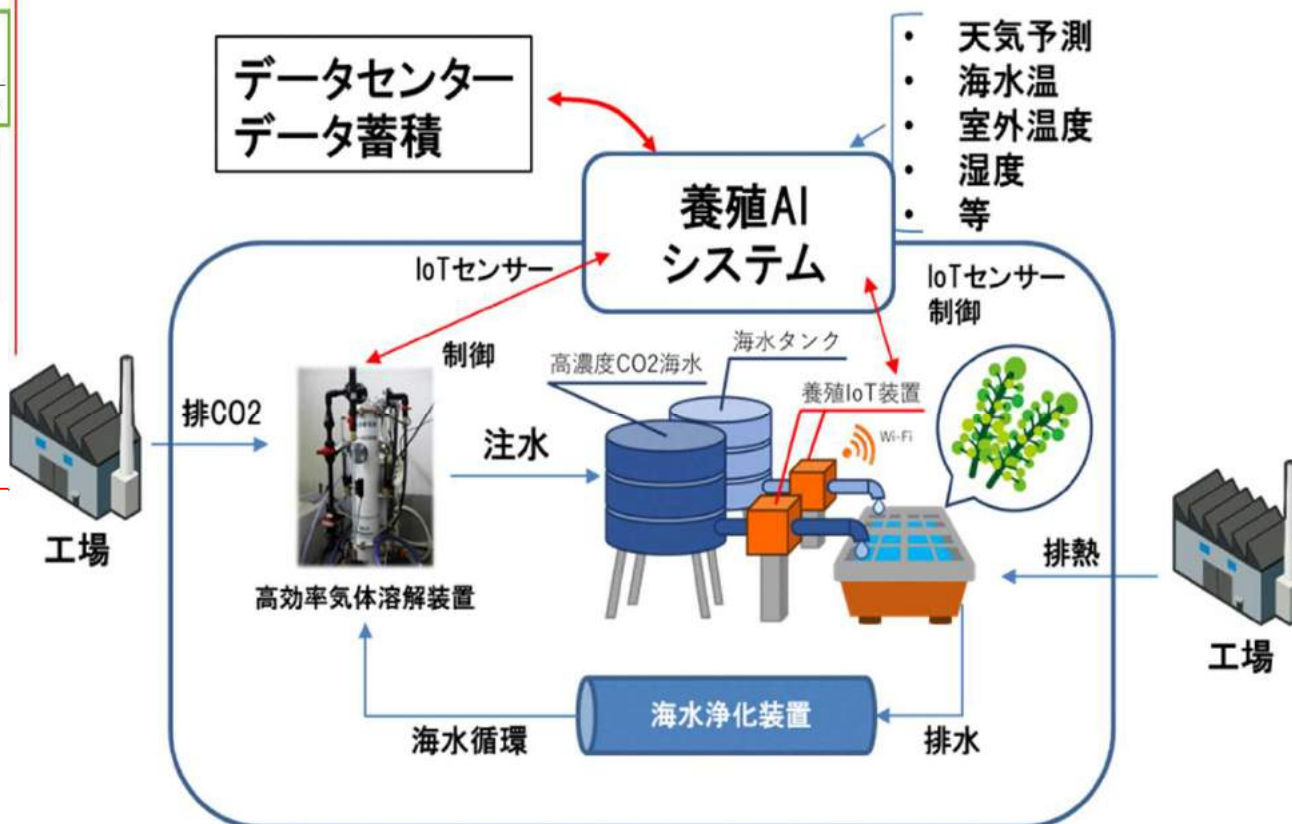 データセンター
データ蓄積
・ 天気予測
・ 海水温
・ 室外温度
・ 湿度
・ 等
養殖AI
システム
IoTセンサー
制御
IoTセンサー
制御
排CO2
工場
高効率気体溶解装置
注水
高濃度CO2海水
海水タンク
養殖IoT装置
Wi-Fi
排熱
工場
海水浄化装置
海水循環
排水